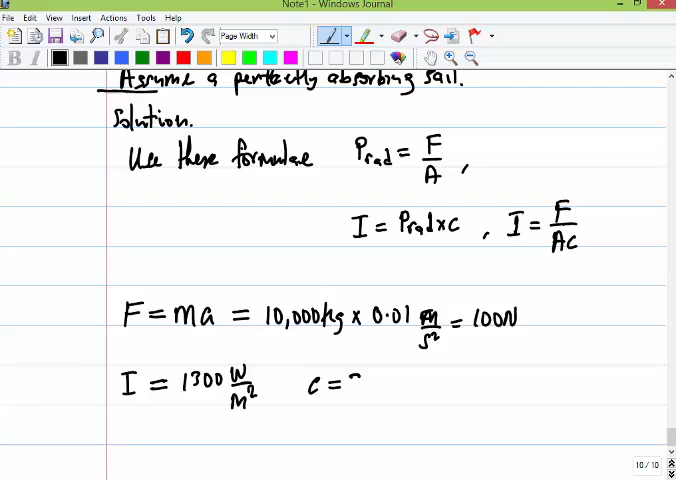 Note1 - Windows Journal
File Edit View Insert Actions Tools Help
Page Width
B I
Assume a perfectly absorbing sail.
Solution.
Use these formulae Prad = F/A ,
I = Prad × c , I = F/Ac
F = ma = 10,000kg × 0.01 m/s² = 100N
I = 1300 W/m² c =
10 / 10